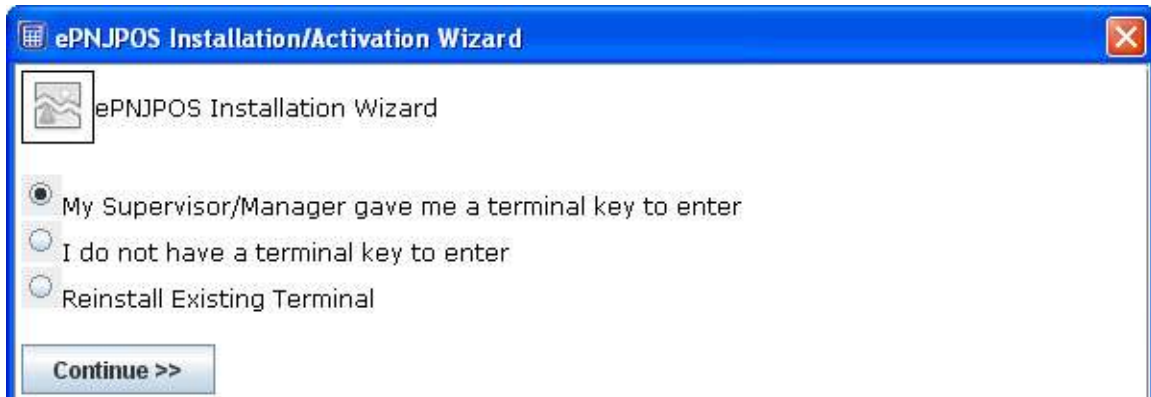 ePNJPOS Installation/Activation Wizard
ePNJPOS Installation Wizard
My Supervisor/Manager gave me a terminal key to enter
I do not have a terminal key to enter
Reinstall Existing Terminal
Continue >>